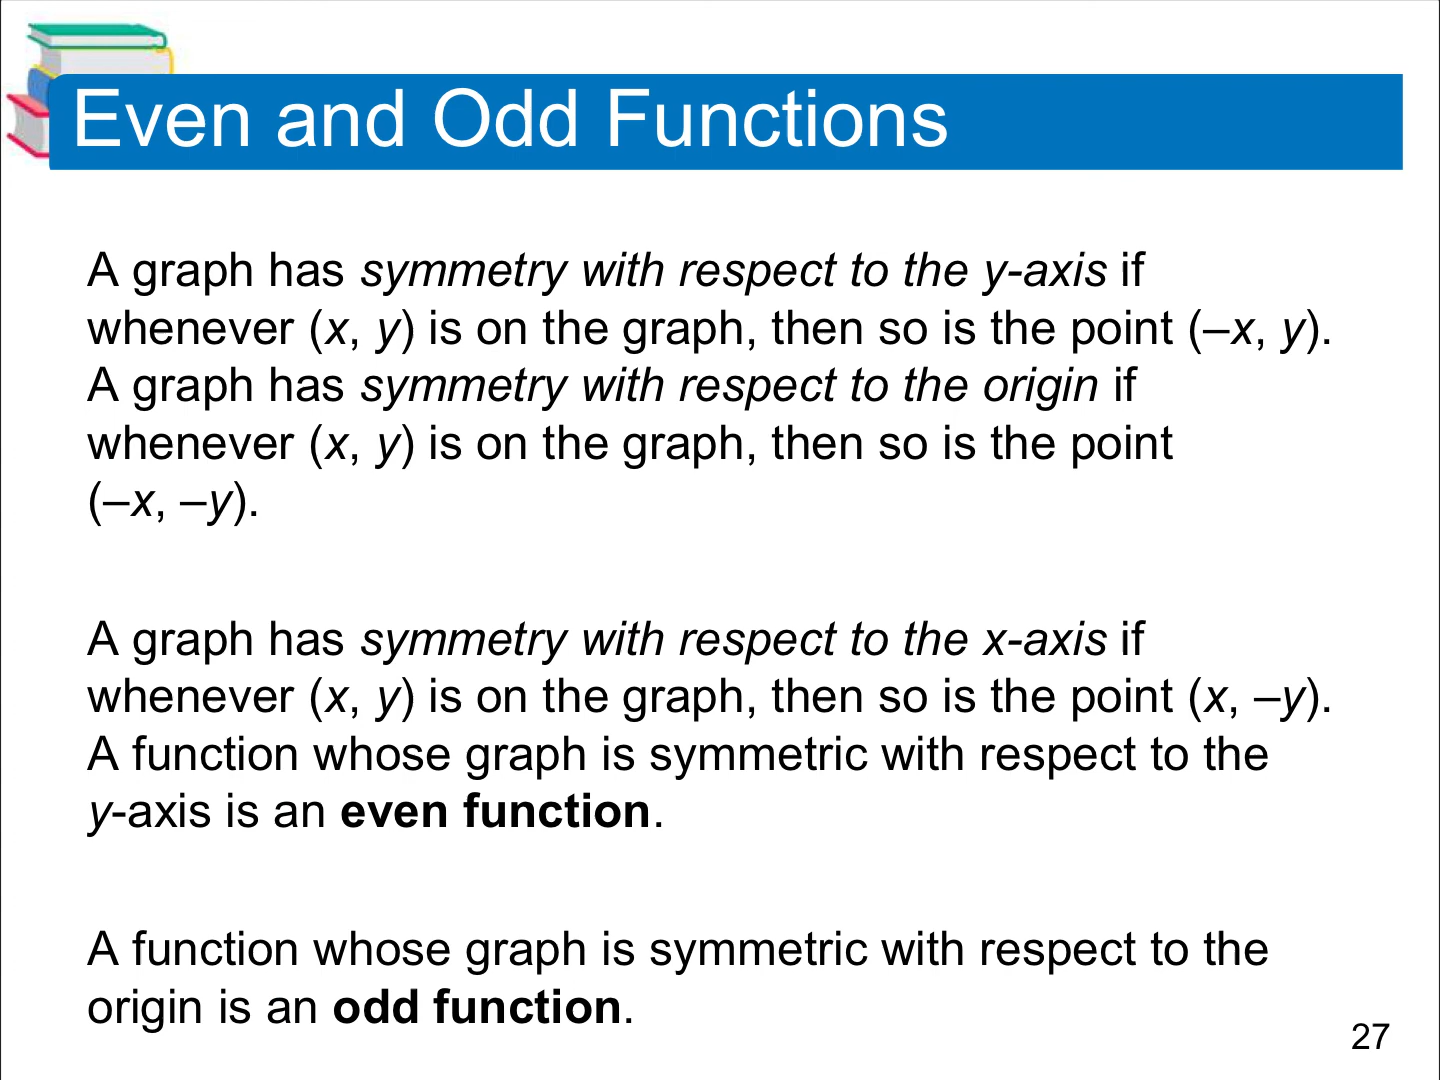 Even and Odd Functions
A graph has symmetry with respect to the y-axis if
whenever (x, y) is on the graph, then so is the point (–x, y).
A graph has symmetry with respect to the origin if
whenever (x, y) is on the graph, then so is the point
(–x, –y).
A graph has symmetry with respect to the x-axis if
whenever (x, y) is on the graph, then so is the point (x, –y).
A function whose graph is symmetric with respect to the
y-axis is an even function.
A function whose graph is symmetric with respect to the
origin is an odd function.
27